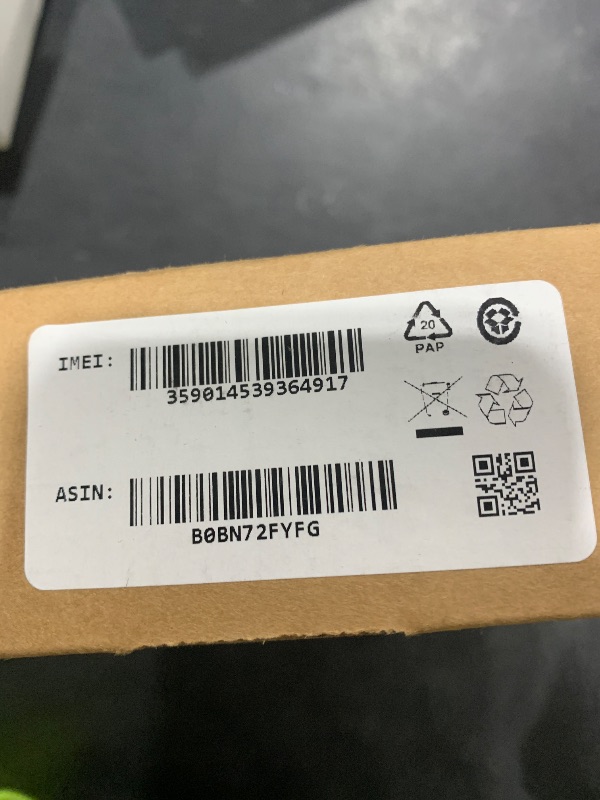 IMEI:
359014539364917
20
PAP
ASIN:
B0BN72FYFG